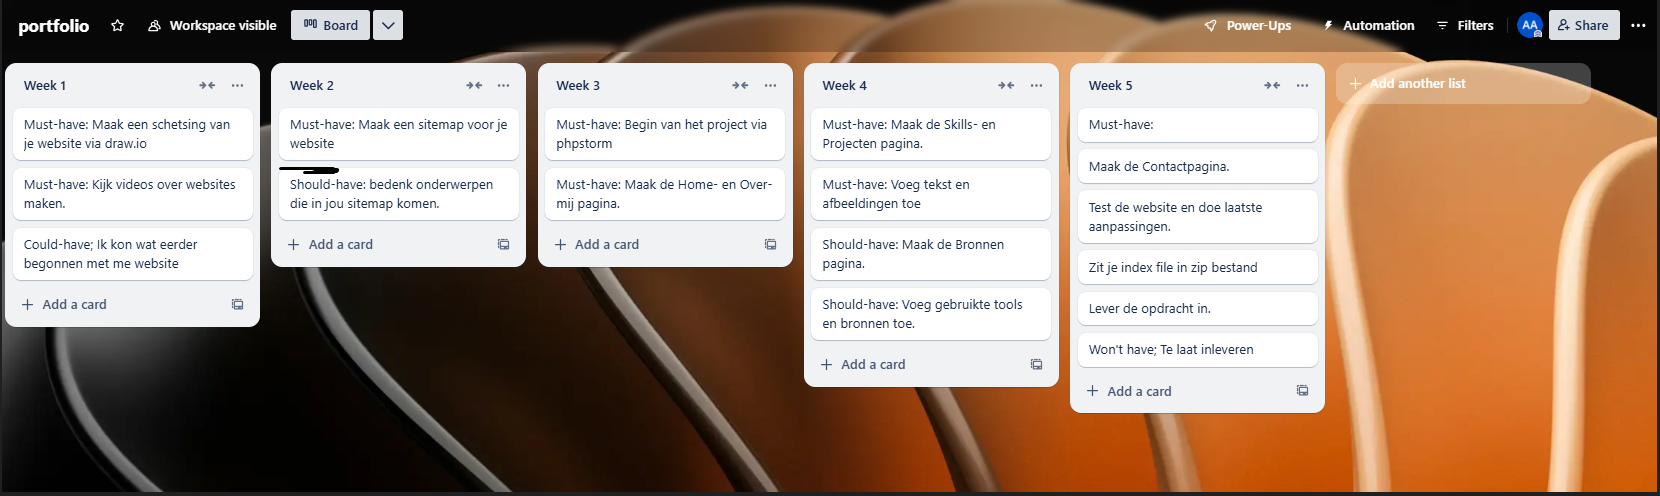 portfolio
Workspace visible
Board
Power-Ups
Automation
Filters
AA
Share
Week 1
Must-have: Maak een schetsing van
je website via draw.io
Must-have: Kijk videos over websites
maken.
Could-have; Ik kon wat eerder
begonnen met me website
Add a card
Week 2
Must-have: Maak een sitemap voor je
website
Should-have: bedenk onderwerpen
die in jou sitemap komen.
Add a card
Week 3
Must-have: Begin van het project via
phpstorm
Must-have: Maak de Home- en Over-
mij pagina.
Add a card
Week 4
Must-have: Maak de Skills- en
Projecten pagina.
Must-have: Voeg tekst en
afbeeldingen toe
Should-have: Maak de Bronnen
pagina.
Should-have: Voeg gebruikte tools
en bronnen toe.
Add a card
Week 5
Must-have:
Maak de Contactpagina.
Test de website en doe laatste
aanpassingen.
Zit je index file in zip bestand
Lever de opdracht in.
Won't have; Te laat inleveren
Add a card
Add another list